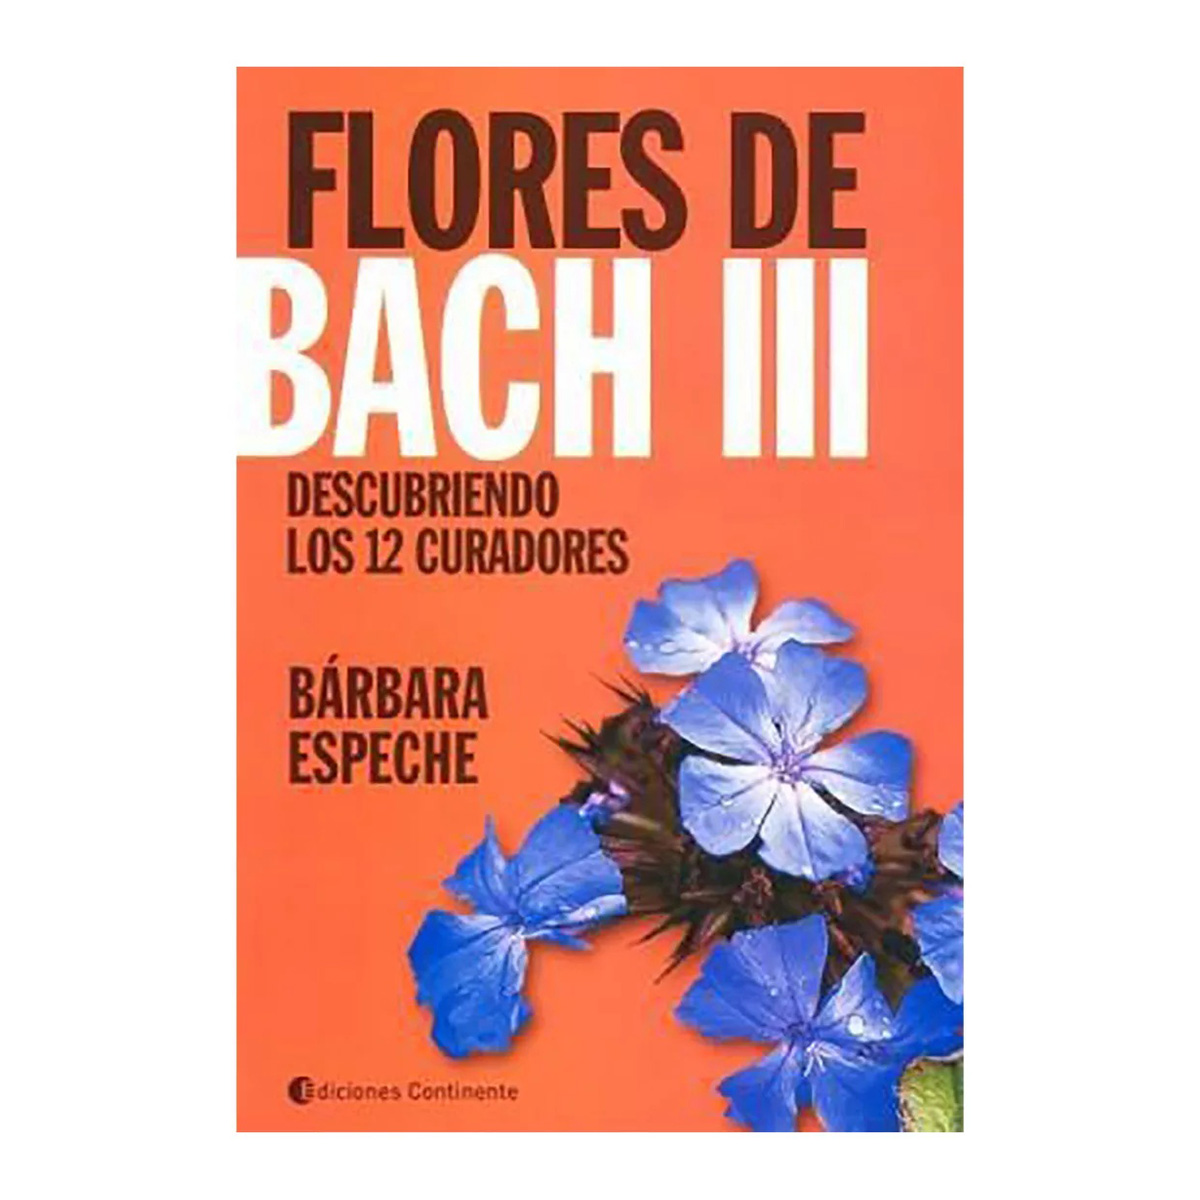 FLORES DE
BACH III
DESCUBRIENDO
LOS 12 CURADORES
BÁRBARA
ESPECHE
Ediciones Continente